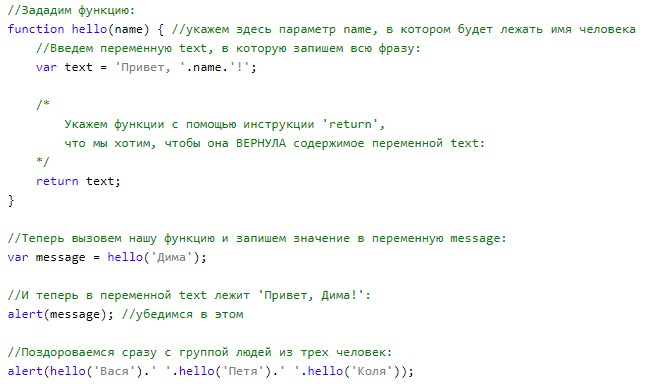 //Зададим функцию:
function hello(name) { //укажем здесь параметр name, в котором будет лежать имя человека
//Введем переменную text, в которую запишем всю фразу:
var text = 'Привет, '.name.'!';
/*
Укажем функции с помощью инструкции 'return',
что мы хотим, чтобы она ВЕРНУЛА содержимое переменной text:
*/
return text;
}
//Теперь вызовем нашу функцию и запишем значение в переменную message:
var message = hello('Дима');
//И теперь в переменной text лежит 'Привет, Дима!':
alert(message); //убедимся в этом
//Поздороваемся сразу с группой людей из трех человек:
alert(hello('Вася').' '.hello('Петя').' '.hello('Коля'));